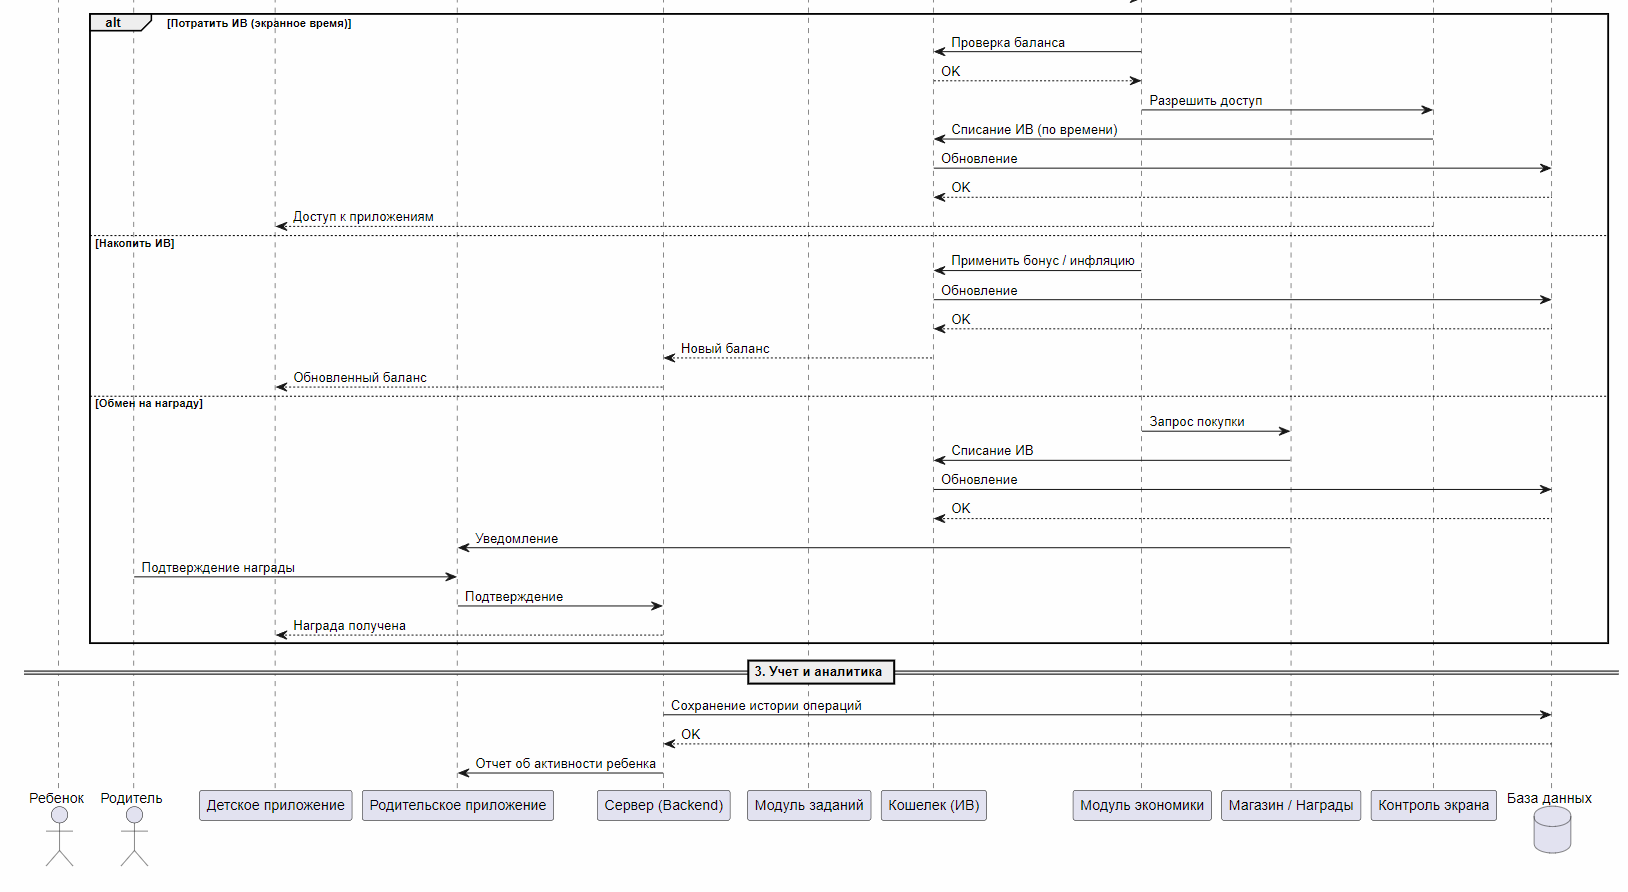 alt [Потратить ИВ (экранное время)]
Проверка баланса
OK
Разрешить доступ
Списание ИВ (по времени)
Обновление
OK
Доступ к приложениям
[Накопить ИВ]
Применить бонус / инфляцию
Обновление
OK
Новый баланс
Обновленный баланс
[Обмен на награду]
Запрос покупки
Списание ИВ
Обновление
OK
Уведомление
Подтверждение награды
Подтверждение
Награда получена
3. Учет и аналитика
Сохранение истории операций
OK
Отчет об активности ребенка
Ребенок Родитель Детское приложение Родительское приложение Сервер (Backend) Модуль заданий Кошелек (ИВ) Модуль экономики Магазин / Награды Контроль экрана База данных